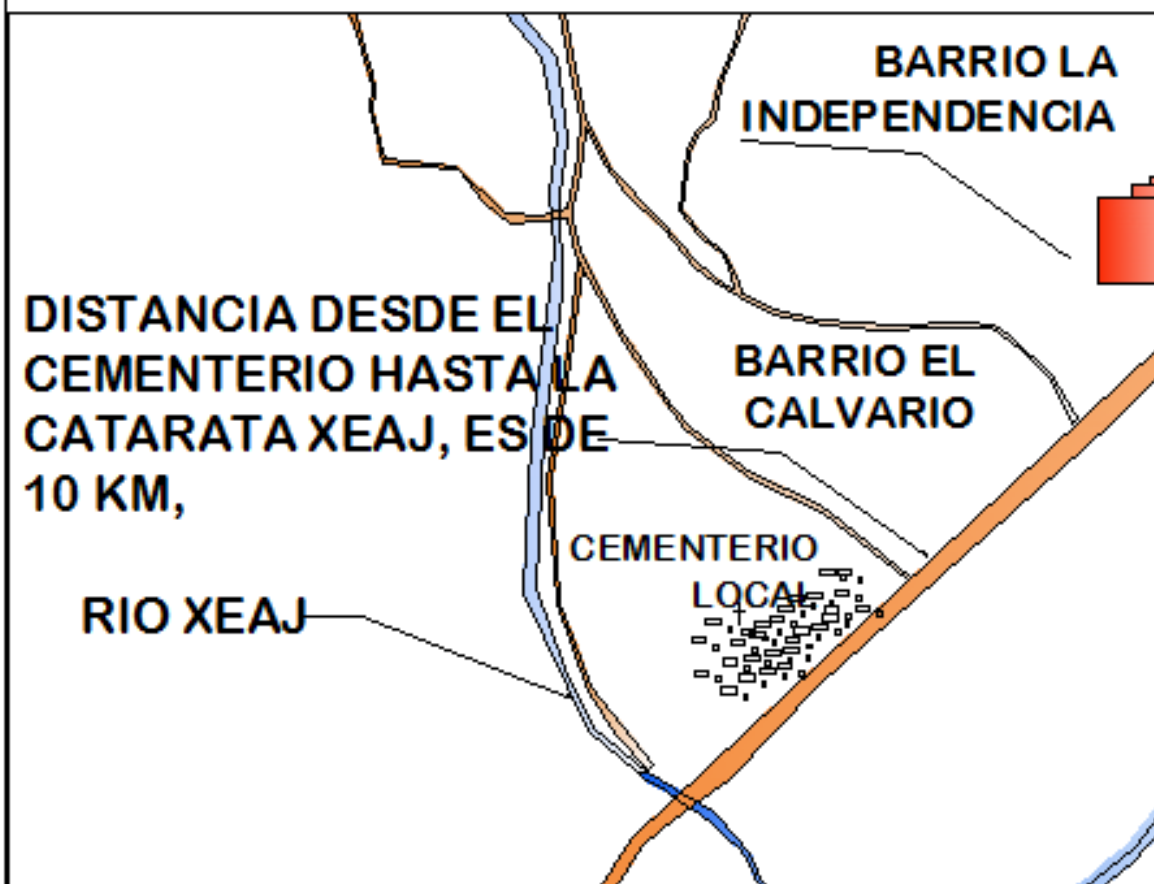 BARRIO LA
INDEPENDENCIA
DISTANCIA DESDE EL
CEMENTERIO HASTA LA
CATARATA XEAJ, ES DE
10 KM,
BARRIO EL
CALVARIO
CEMENTERIO
LOCAL
RIO XEAJ